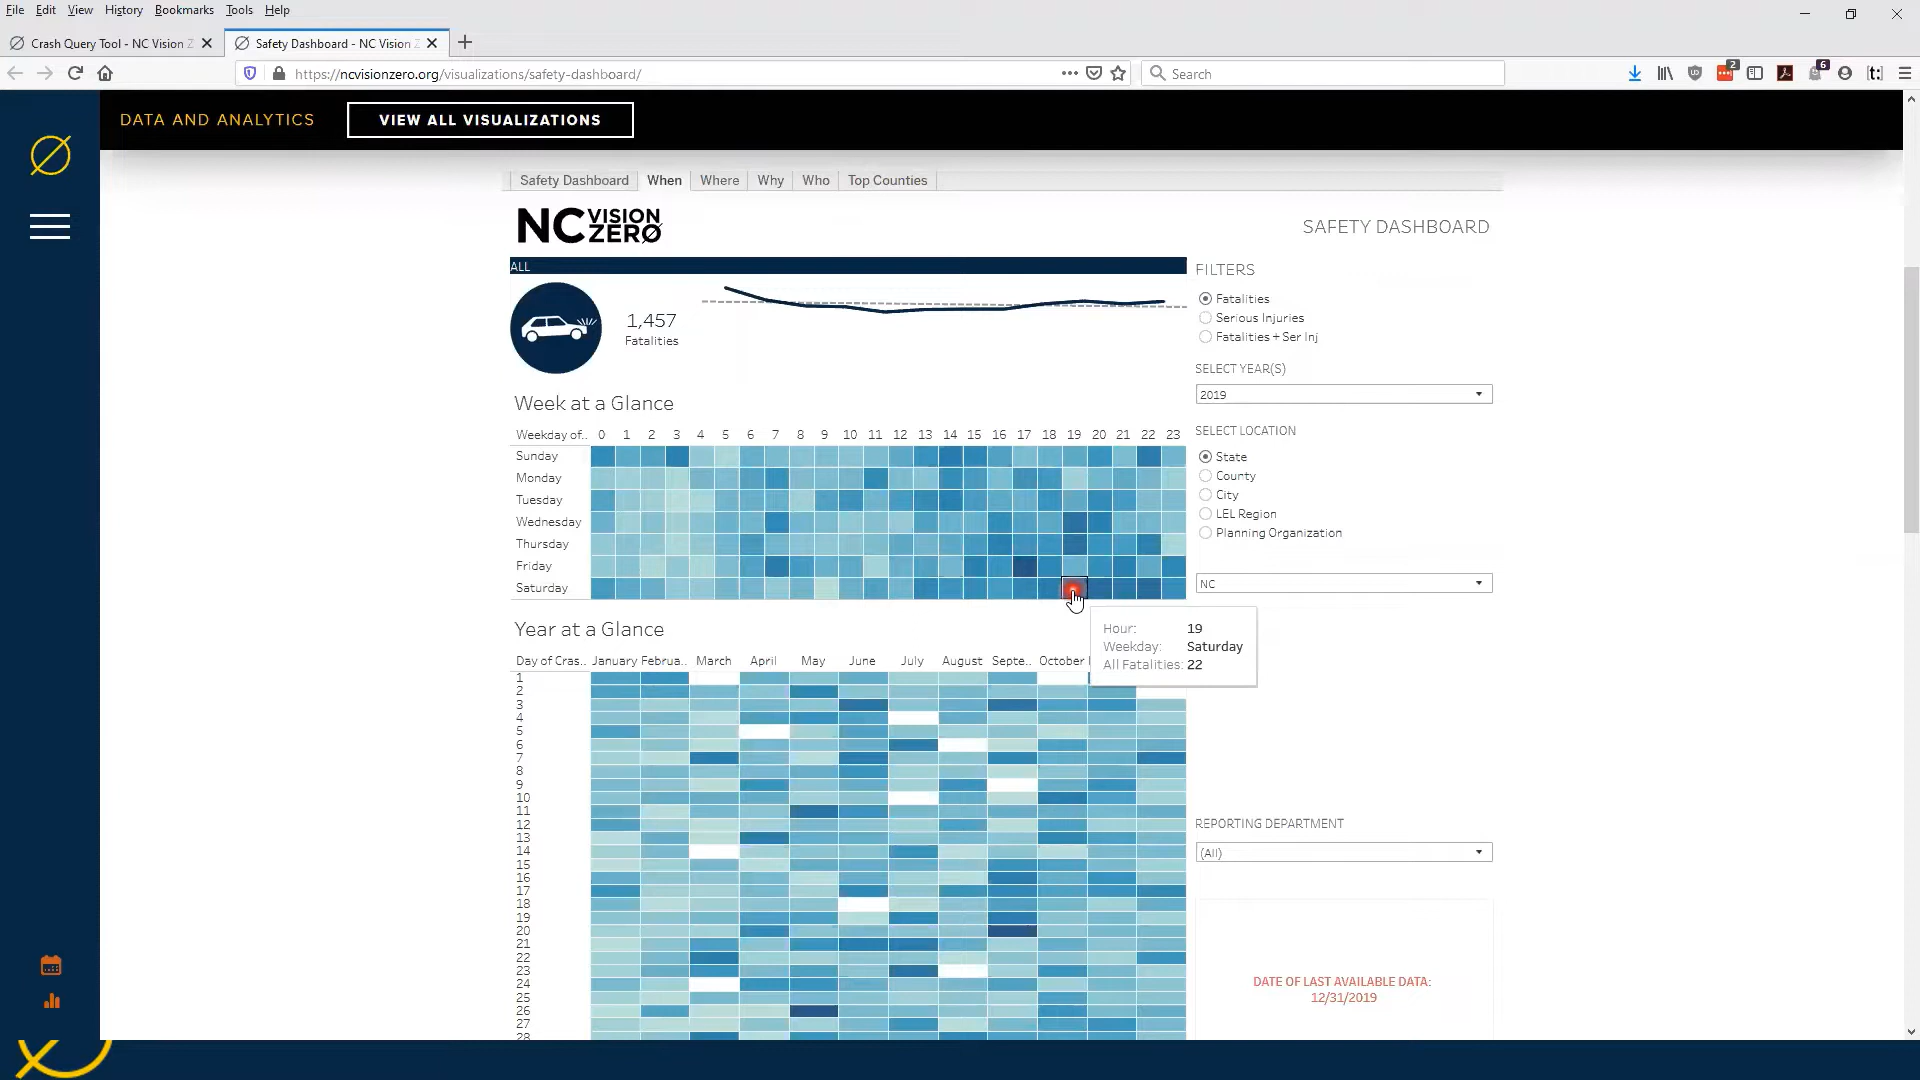 File Edit View History Bookmarks Tools Help
Crash Query Tool - NC Vision Z
Safety Dashboard - NC Vision Z
https://ncvisionzero.org/visualizations/safety-dashboard/
Search
2
6
DATA AND ANALYTICS
VIEW ALL VISUALIZATIONS
Safety Dashboard When Where Why Who Top Counties
NC VISION ZERO
SAFETY DASHBOARD
ALL
FILTERS
1,457
Fatalities
Fatalities
Serious Injuries
Fatalities + Ser Inj
SELECT YEAR(S)
2019
Week at a Glance
SELECT LOCATION
Weekday of.. 0 1 2 3 4 5 6 7 8 9 10 11 12 13 14 15 16 17 18 19 20 21 22 23
Sunday
Monday
Tuesday
Wednesday
Thursday
Friday
Saturday
State
County
City
LEL Region
Planning Organization
NC
Hour: 19
Weekday: Saturday
All Fatalities: 22
Year at a Glance
Day of Cras.. January Februa.. March April May June July August Septe.. October
1
2
3
4
5
6
7
8
9
10
11
12
13
14
15
16
17
18
19
20
21
22
23
24
25
26
27
28
REPORTING DEPARTMENT
(All)
DATE OF LAST AVAILABLE DATA:
12/31/2019